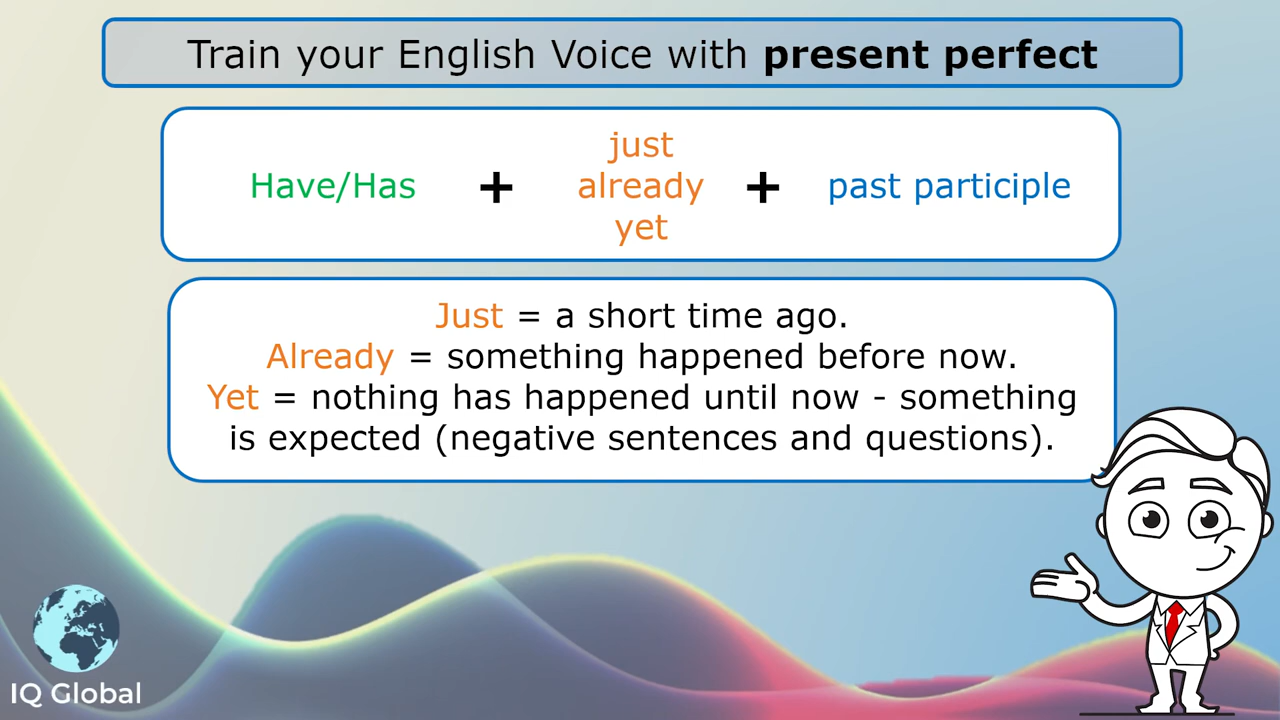 Train your English Voice with present perfect
just
Have/Has + already + past participle
yet
Just = a short time ago.
Already = something happened before now.
Yet = nothing has happened until now - something
is expected (negative sentences and questions).
IQ Global